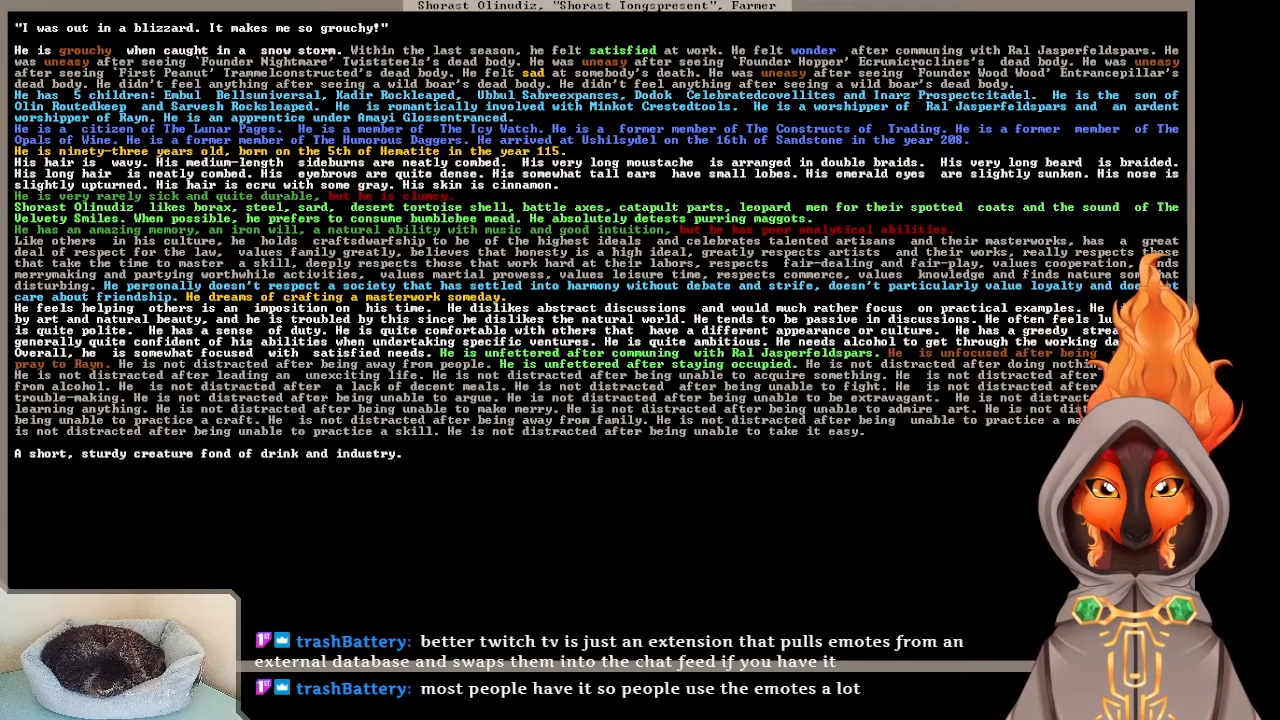 Shorast Olinudiz, "Shorast Tongspresent", Farmer
"I was out in a blizzard. It makes me so grouchy!"
He is grouchy when caught in a snow storm. Within the last season, he felt satisfied at work. He felt wonder after communing with Ral Jasperfeldspars. He
was uneasy after seeing `Founder Nightmare' Twiststeels's dead body. He was uneasy after seeing `Founder Hopper' Ecrumicroclines's dead body. He was uneasy
after seeing `First Peanut' Trammelconstructed's dead body. He felt sad at somebody's death. He was uneasy after seeing `Founder Wood Wood' Entrancepillar's
dead body. He didn't feel anything after seeing a wild boar's dead body. He didn't feel anything after seeing a wild boar's dead body.
He has 5 children: Embul Bellsuniversal, Kadir Rockleaped, Ubbul Sabreexpanses, Dodok Celebratedcovellites and Inarz Prospectcitadel. He is the son of
Olin Routedkeep and Sarvesh Rocksleaped. He is romantically involved with Minkot Crestedtools. He is a worshipper of Ral Jasperfeldspars and an ardent
worshipper of Rayn. He is an apprentice under Amayi Glossentranced.
He is a citizen of The Lunar Pages. He is a member of The Icy Watch. He is a former member of The Constructs of Trading. He is a former member of The
Opals of Wine. He is a former member of The Humorous Daggers. He arrived at Ushilsydel on the 16th of Sandstone in the year 208.
He is ninety-three years old, born on the 5th of Hematite in the year 115.
His hair is wavy. His medium-length sideburns are neatly combed. His very long moustache is arranged in double braids. His very long beard is braided.
His long hair is neatly combed. His eyebrows are quite dense. His somewhat tall ears have small lobes. His emerald eyes are slightly sunken. His nose is
slightly upturned. His hair is ecru with some gray. His skin is cinnamon.
He is very rarely sick and quite durable, but he is clumsy.
Shorast Olinudiz likes borax, steel, sard, desert tortoise shell, battle axes, catapult parts, leopard men for their spotted coats and the sound of The
Velvety Smiles. When possible, he prefers to consume bumblebee mead. He absolutely detests purring maggots.
He has an amazing memory, an iron will, a natural ability with music and good intuition, but he has poor analytical abilities.
Like others in his culture, he holds craftsdwarfship to be of the highest ideals and celebrates talented artisans and their masterworks, has a great
deal of respect for the law, values family greatly, believes that honesty is a high ideal, greatly respects artists and their works, really respects those
that take the time to master a skill, deeply respects those that work hard at their labors, respects fair-dealing and fair-play, values cooperation, finds
merrymaking and partying worthwhile activities, values martial prowess, values leisure time, respects commerce, values knowledge and finds nature somewhat
disturbing. He personally doesn't respect a society that has settled into harmony without debate and strife, doesn't particularly value loyalty and does not
care about friendship. He dreams of crafting a masterwork someday.
He feels helping others is an imposition on his time. He dislikes abstract discussions and would much rather focus on practical examples. He
by art and natural beauty, and he is troubled by this since he dislikes the natural world. He tends to be passive in discussions. He often feels
is quite polite. He has a sense of duty. He is quite comfortable with others that have a different appearance or culture. He has a greedy
generally quite confident of his abilities when undertaking specific ventures. He is quite ambitious. He needs alcohol to get through the working
Overall, he is somewhat focused with satisfied needs. He is unfettered after communing with Ral Jasperfeldspars. He is unfocused after being
pray to Rayn. He is not distracted after being away from people. He is unfettered after staying occupied. He is not distracted after doing
He is not distracted after leading an unexciting life. He is not distracted after being unable to acquire something. He is not distracted after
from alcohol. He is not distracted after a lack of decent meals. He is not distracted after being unable to fight. He is not distracted after
trouble-making. He is not distracted after being unable to argue. He is not distracted after being unable to be extravagant. He is not
learning anything. He is not distracted after being unable to make merry. He is not distracted after being unable to admire art. He is not
being unable to practice a craft. He is not distracted after being away from family. He is not distracted after being unable to practice a
is not distracted after being unable to practice a skill. He is not distracted after being unable to take it easy.
A short, sturdy creature fond of drink and industry.
trashBattery: better twitch tv is just an extension that pulls emotes from an
external database and swaps them into the chat feed if you have it
trashBattery: most people have it so people use the emotes a lot